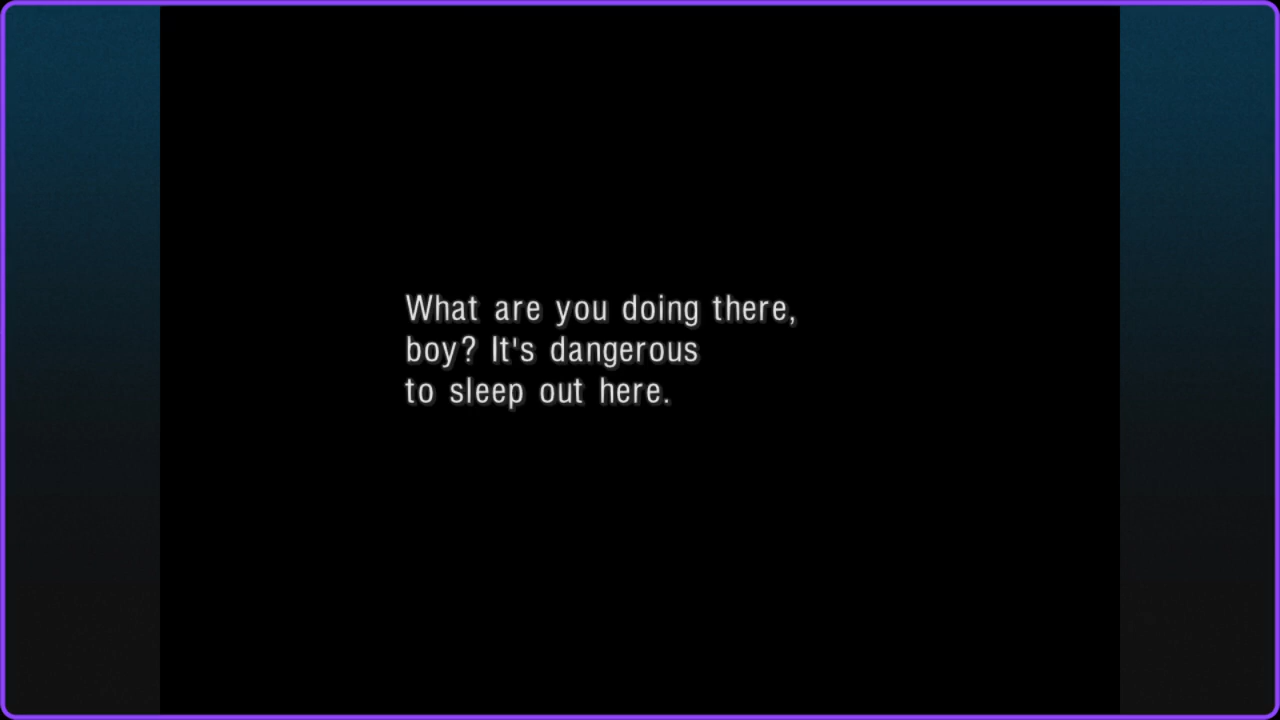 What are you doing there,
boy? It's dangerous
to sleep out here.